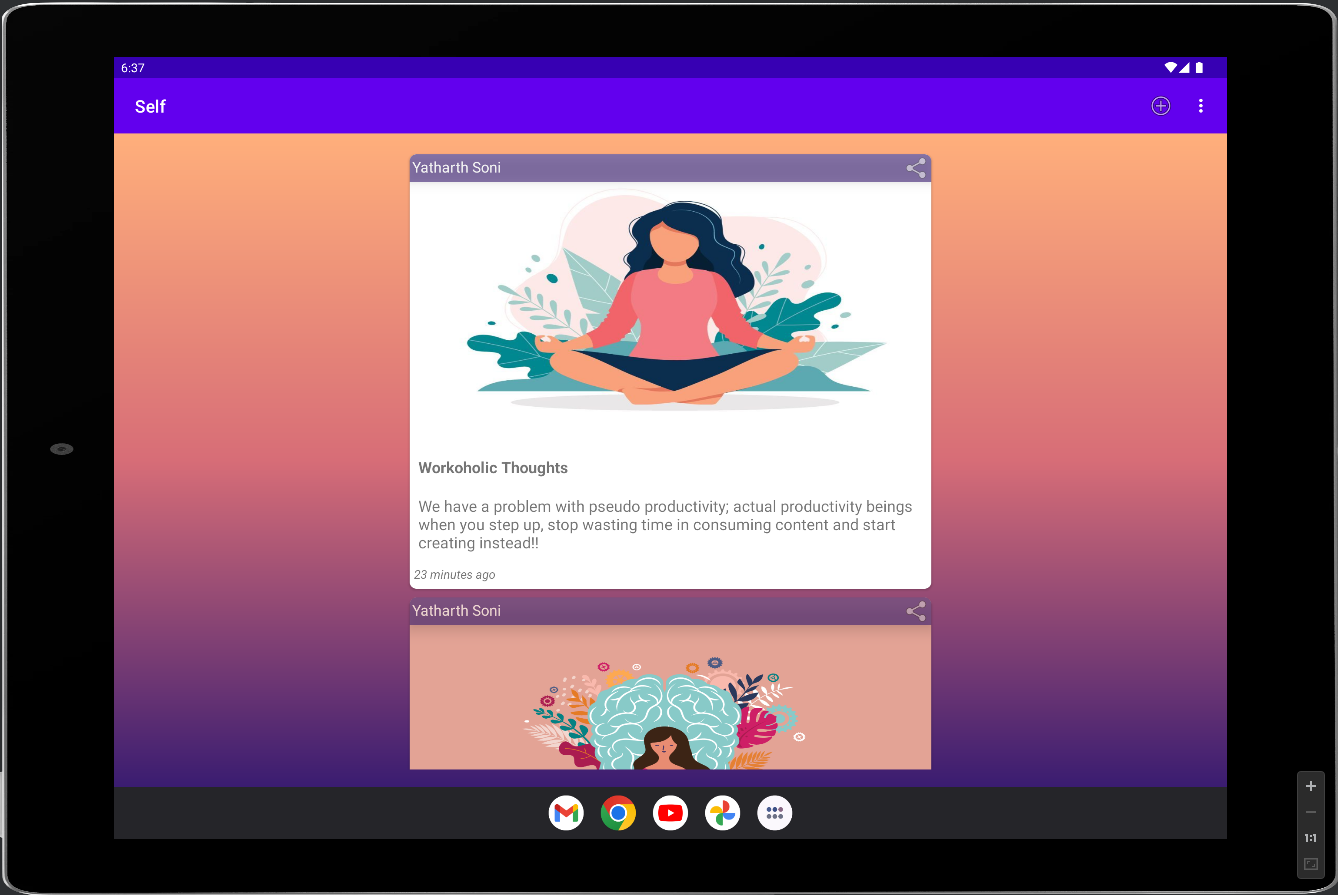 6:37
Self
Yatharth Soni
Workoholic Thoughts
We have a problem with pseudo productivity; actual productivity beings
when you step up, stop wasting time in consuming content and start
creating instead!!
23 minutes ago
Yatharth Soni
1:1